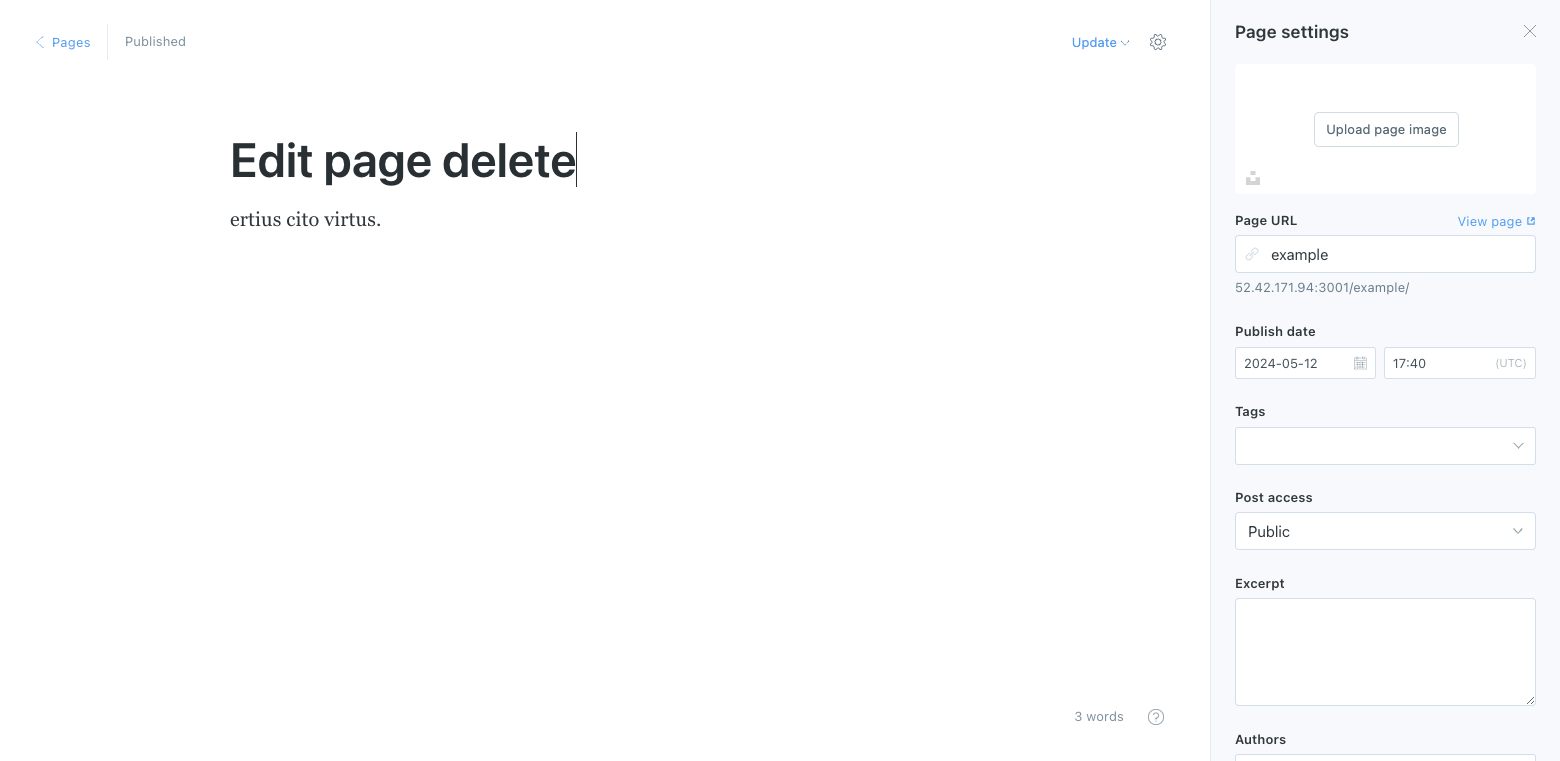 Pages
Published
Update
Edit page delete
ertius cito virtus.
3 words
?
Page settings
Upload page image
Page URL
View page
example
52.42.171.94:3001/example/
Publish date
2024-05-12
17:40 (UTC)
Tags
Post access
Public
Excerpt
Authors